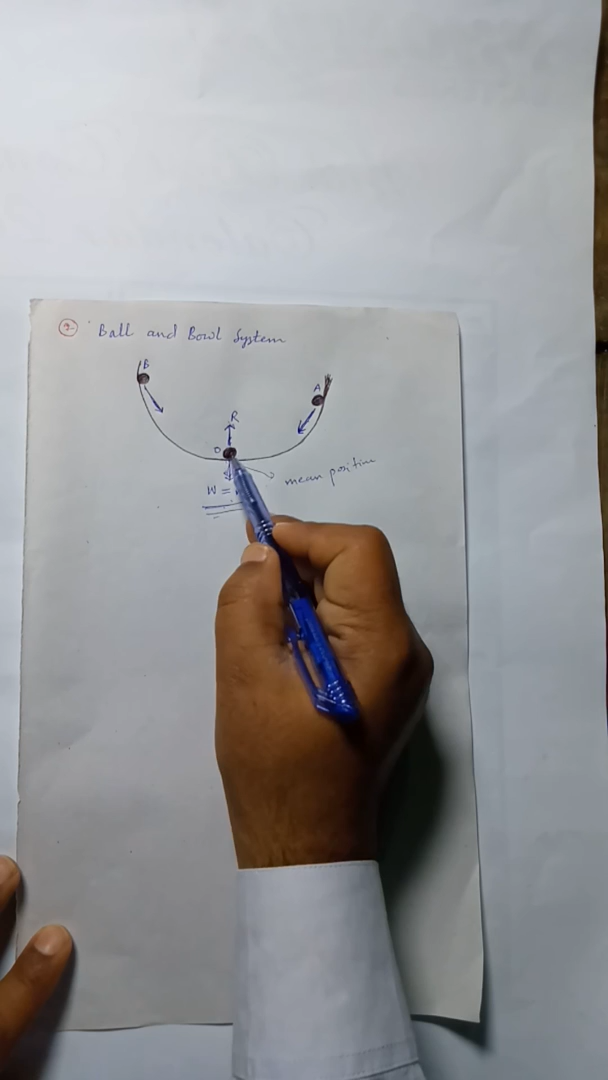 2- Ball and Bowl System
B
A
R
O
mean position
W =